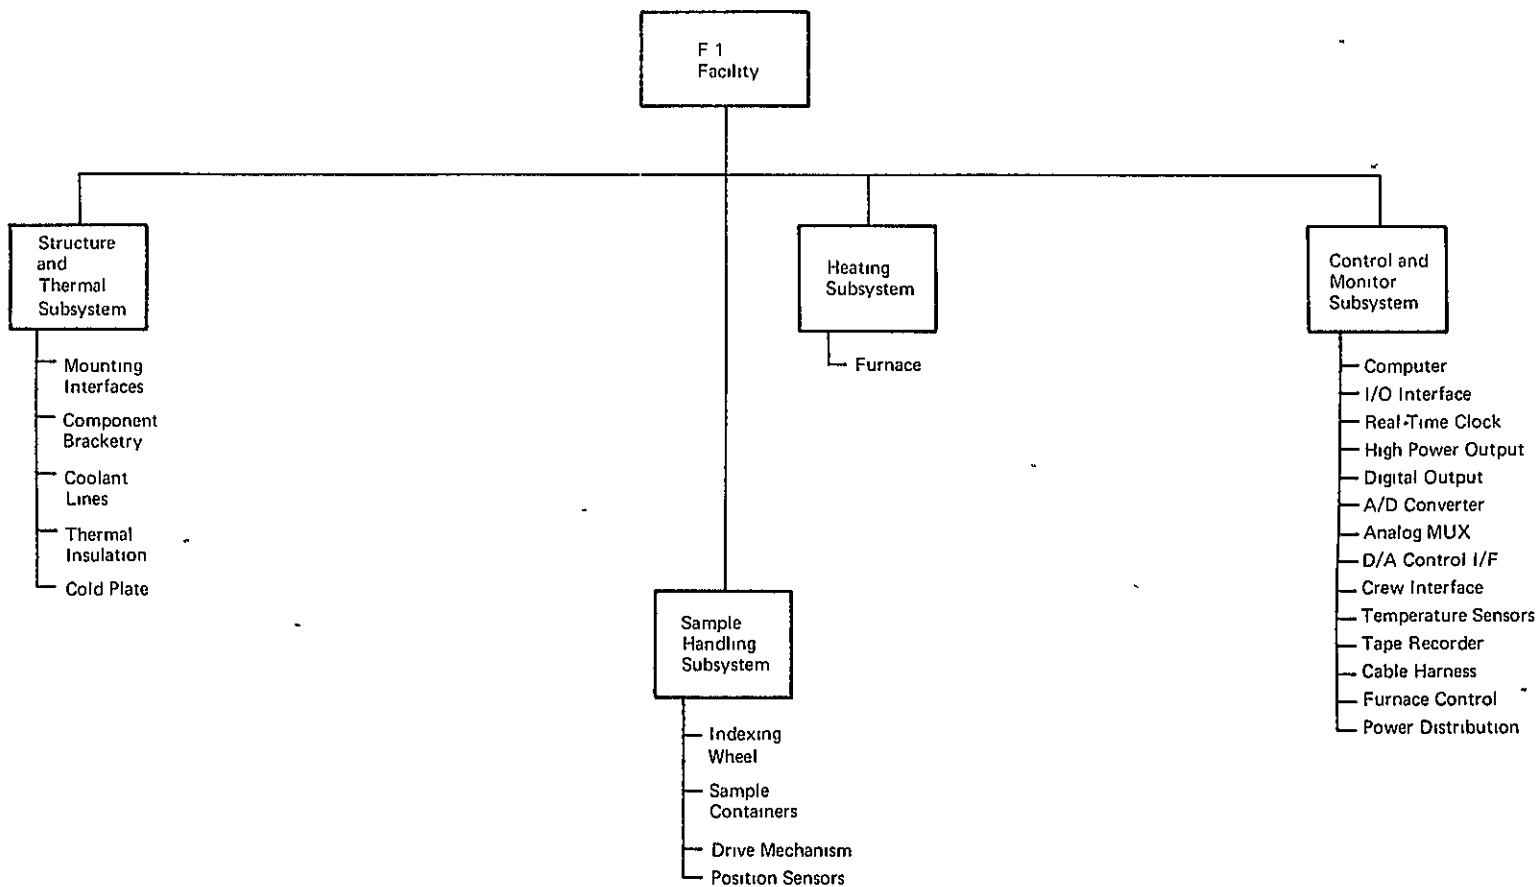 F 1
Facility
Structure
and
Thermal
Subsystem
Mounting
Interfaces
Component
Bracketry
Coolant
Lines
Thermal
Insulation
Cold Plate
Sample
Handling
Subsystem
Indexing
Wheel
Sample
Containers
Drive Mechanism
Position Sensors
Heating
Subsystem
Furnace
Control and
Monitor
Subsystem
Computer
I/O Interface
Real-Time Clock
High Power Output
Digital Output
A/D Converter
Analog MUX
D/A Control I/F
Crew Interface
Temperature Sensors
Tape Recorder
Cable Harness
Furnace Control
Power Distribution